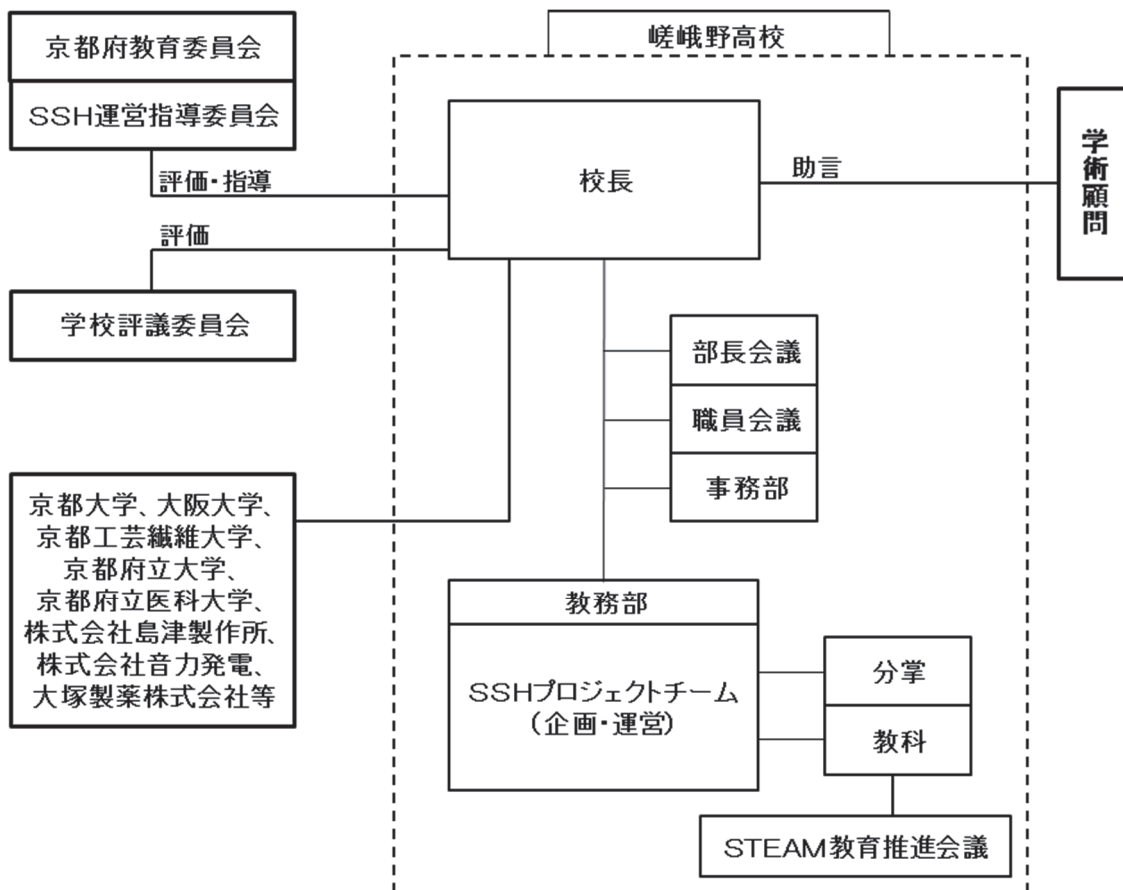 京都府教育委員会
SSH運営指導委員会
評価・指導
評価
学校評議委員会
京都大学、大阪大学、
京都工芸繊維大学、
京都府立大学、
京都府立医科大学、
株式会社島津製作所、
株式会社音力発電、
大塚製薬株式会社等
嵯峨野高校
校長
助言
学術顧問
部長会議
職員会議
事務部
教務部
SSHプロジェクトチーム
(企画・運営)
分掌
教科
STEAM教育推進会議